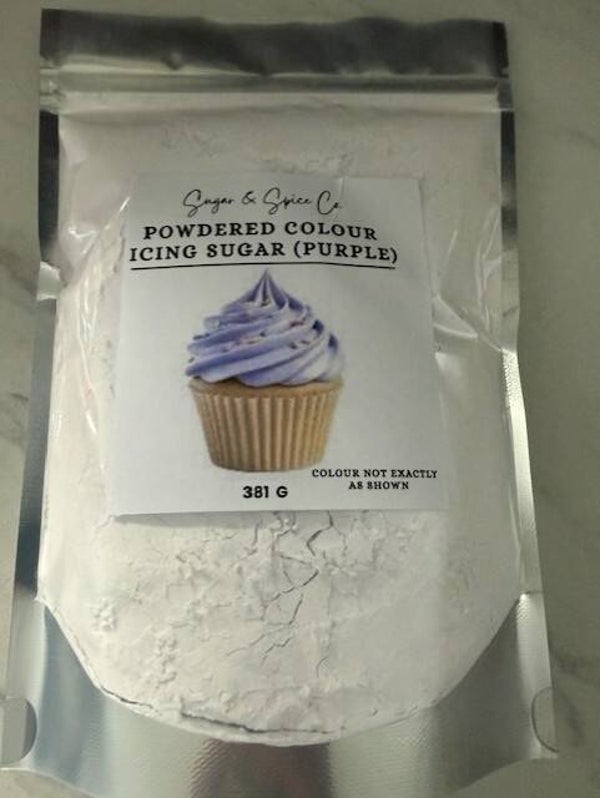 Sugar & Spice Co.
POWDERED COLOUR
ICING SUGAR (PURPLE)
COLOUR NOT EXACTLY
AS SHOWN
381 G